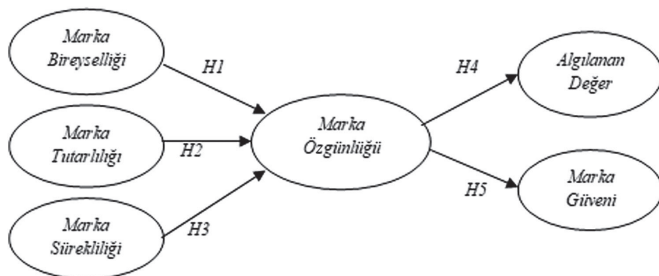 Marka
Bireyselliği
H1
Marka
Tutarlılığı
H2
Marka
Sürekliliği
H3
Marka
Özgünlüğü
H4
Algılanan
Değer
H5
Marka
Güveni